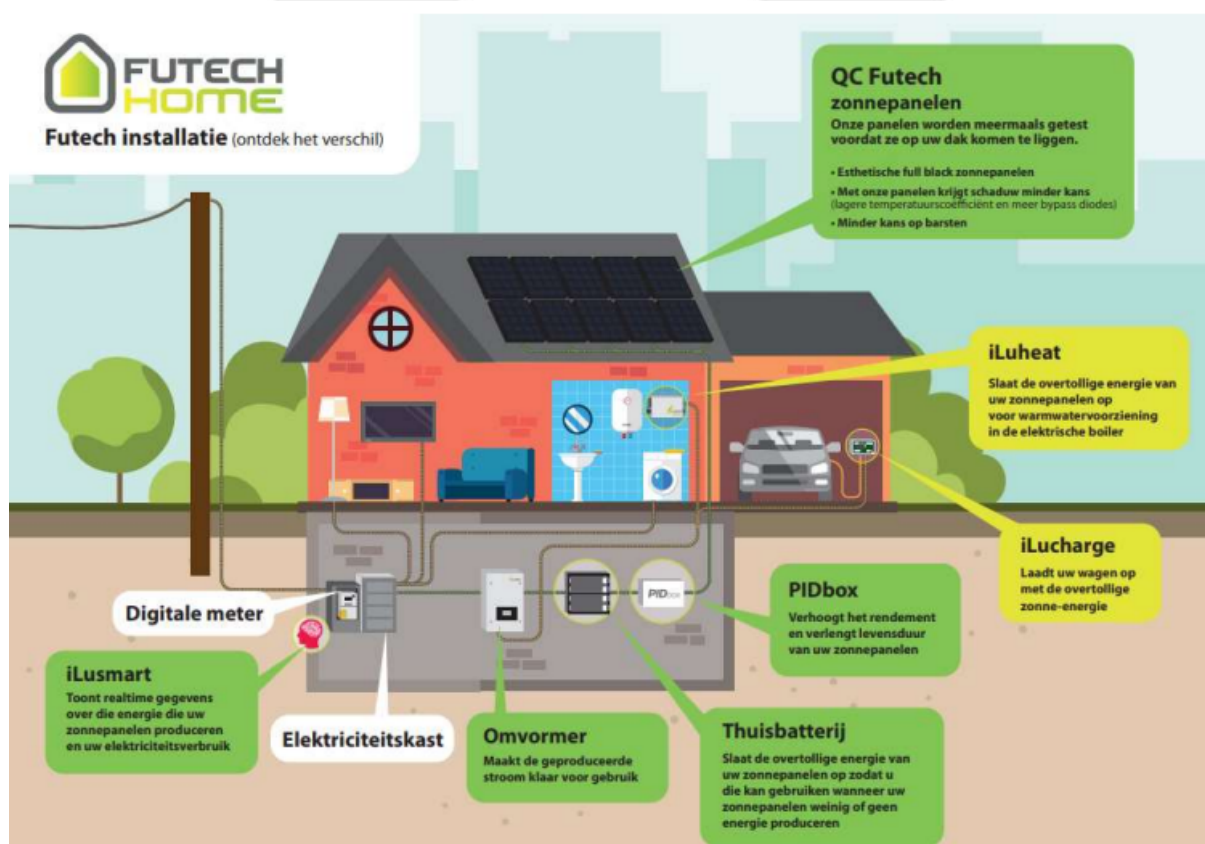 FUTECH
HOME
Futech installatie (ontdek het verschil)
QC Futech
zonnepanelen
Onze panelen worden meermaals getest
voordat ze op uw dak komen te liggen.
• Esthetische full black zonnepanelen
• Met onze panelen krijgt schaduw minder kans
(lagere temperatuurscoëfficiënt en meer bypass diodes)
• Minder kans op barsten
iLuheat
Slaat de overtollige energie van
uw zonnepanelen op
voor warmwatervoorziening
in de elektrische boiler
iLucharge
Laadt uw wagen op
met de overtollige
zonne-energie
PIDbox
PIDbox
Verhoogt het rendement
en verlengt levensduur
van uw zonnepanelen
Digitale meter
iLusmart
Toont realtime gegevens
over die energie die uw
zonnepanelen produceren
en uw elektriciteitsverbruik
Elektriciteitskast
Omvormer
Maakt de geproduceerde
stroom klaar voor gebruik
Thuisbatterij
Slaat de overtollige energie van
uw zonnepanelen op zodat u
die kan gebruiken wanneer uw
zonnepanelen weinig of geen
energie produceren